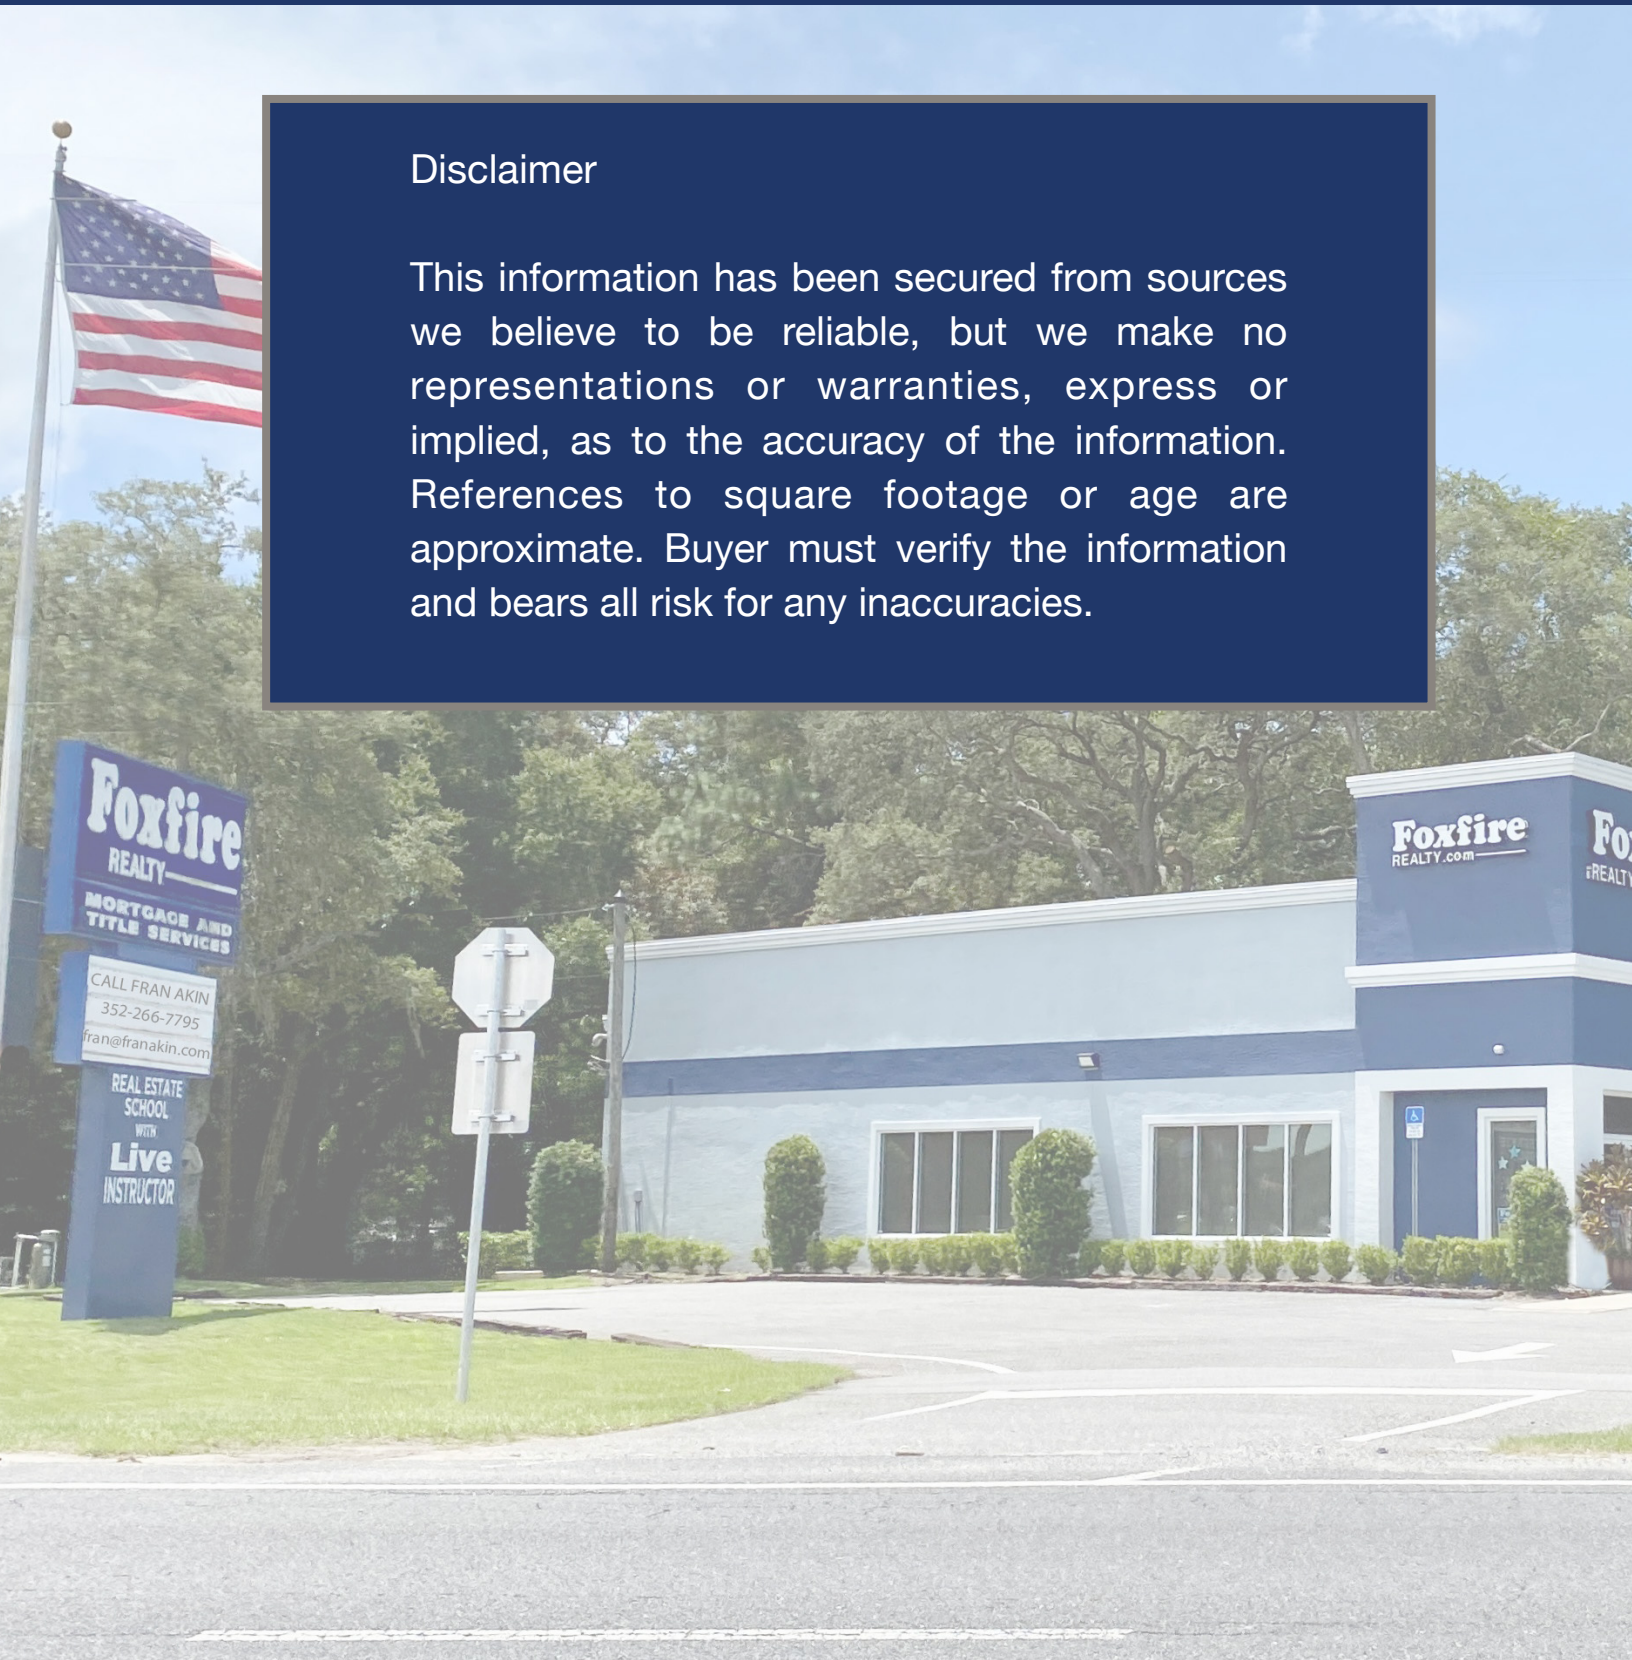 Disclaimer
This information has been secured from sources
we believe to be reliable, but we make no
representations or warranties, express or
implied, as to the accuracy of the information.
References to square footage or age are
approximate. Buyer must verify the information
and bears all risk for any inaccuracies.
Foxfire
REALTY
MORTGAGE AND
TITLE SERVICES
CALL FRAN AKIN
352-266-7795
fran@franakin.com
REAL ESTATE
SCHOOL
WITH
Live
INSTRUCTOR
Foxfire
REALTY.com